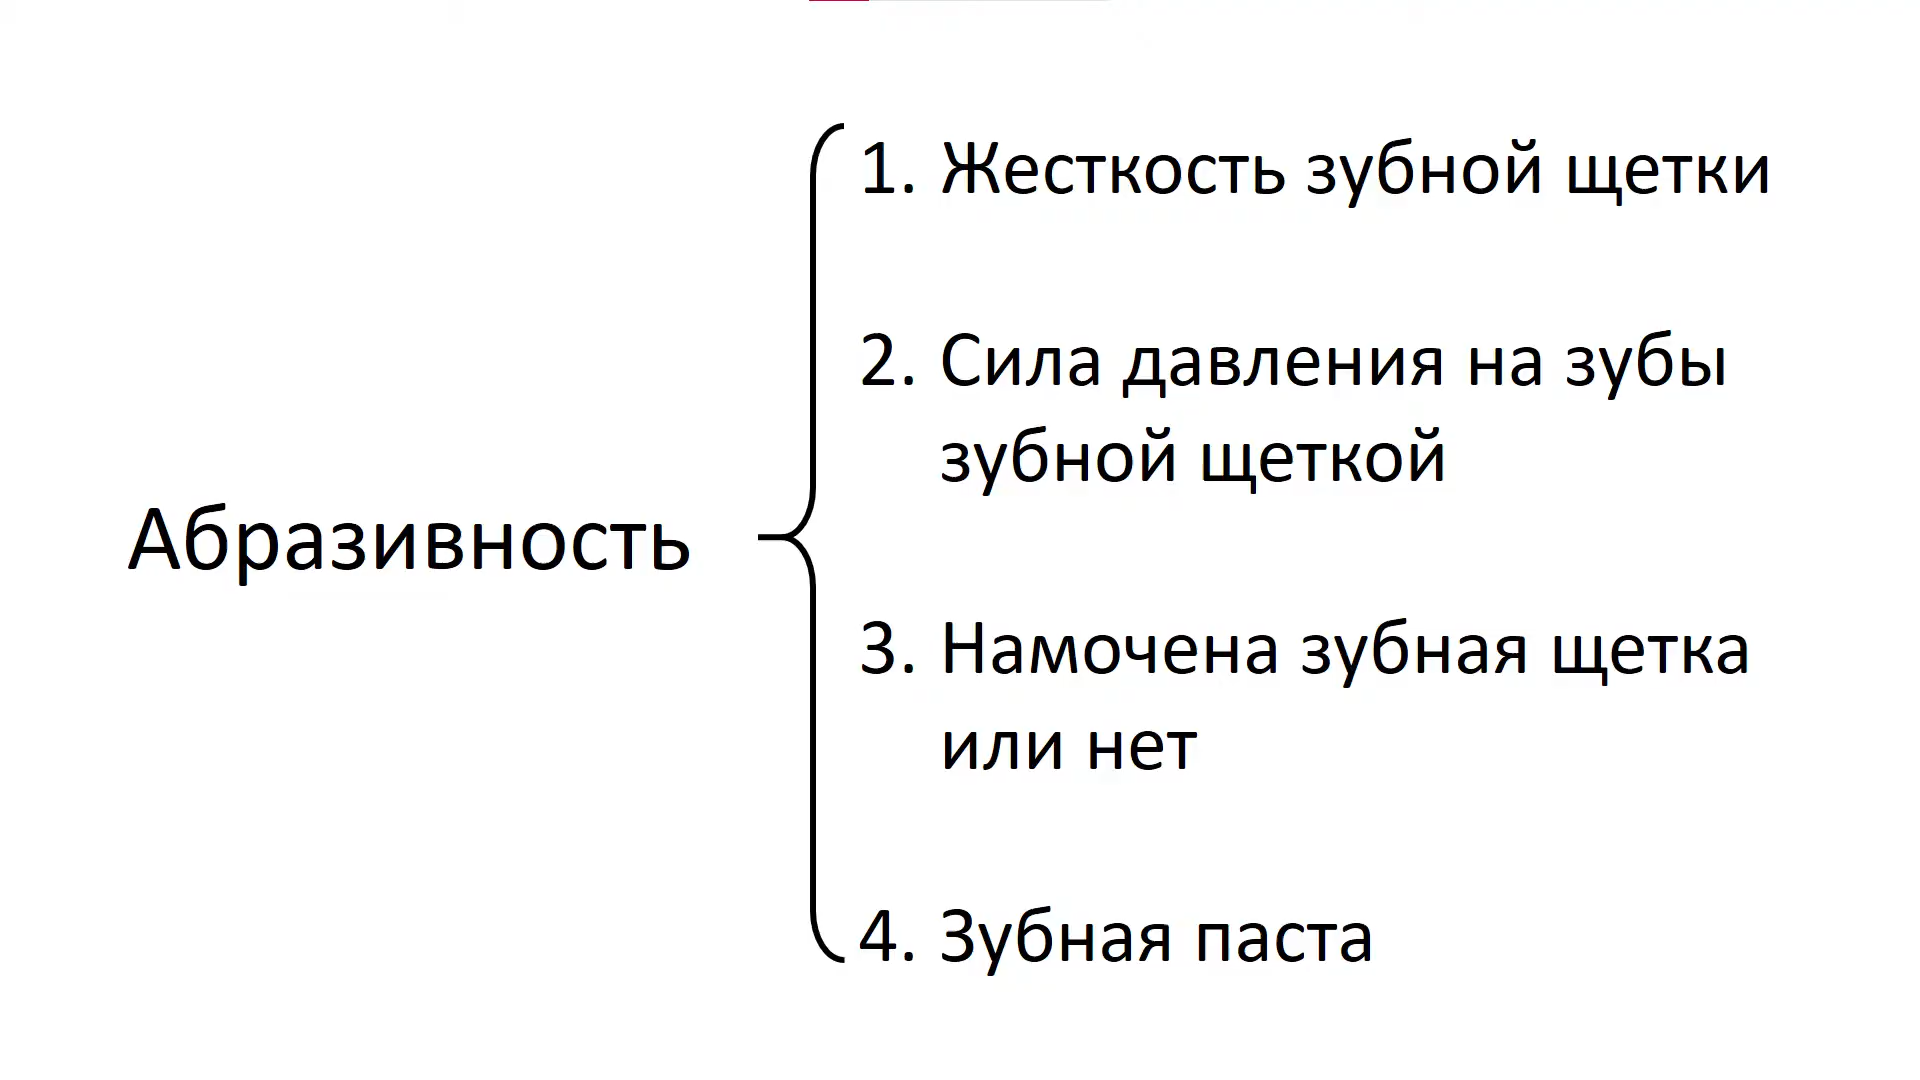 Абразивность
1. Жесткость зубной щетки
2. Сила давления на зубы
зубной щеткой
3. Намочена зубная щетка
или нет
4. Зубная паста